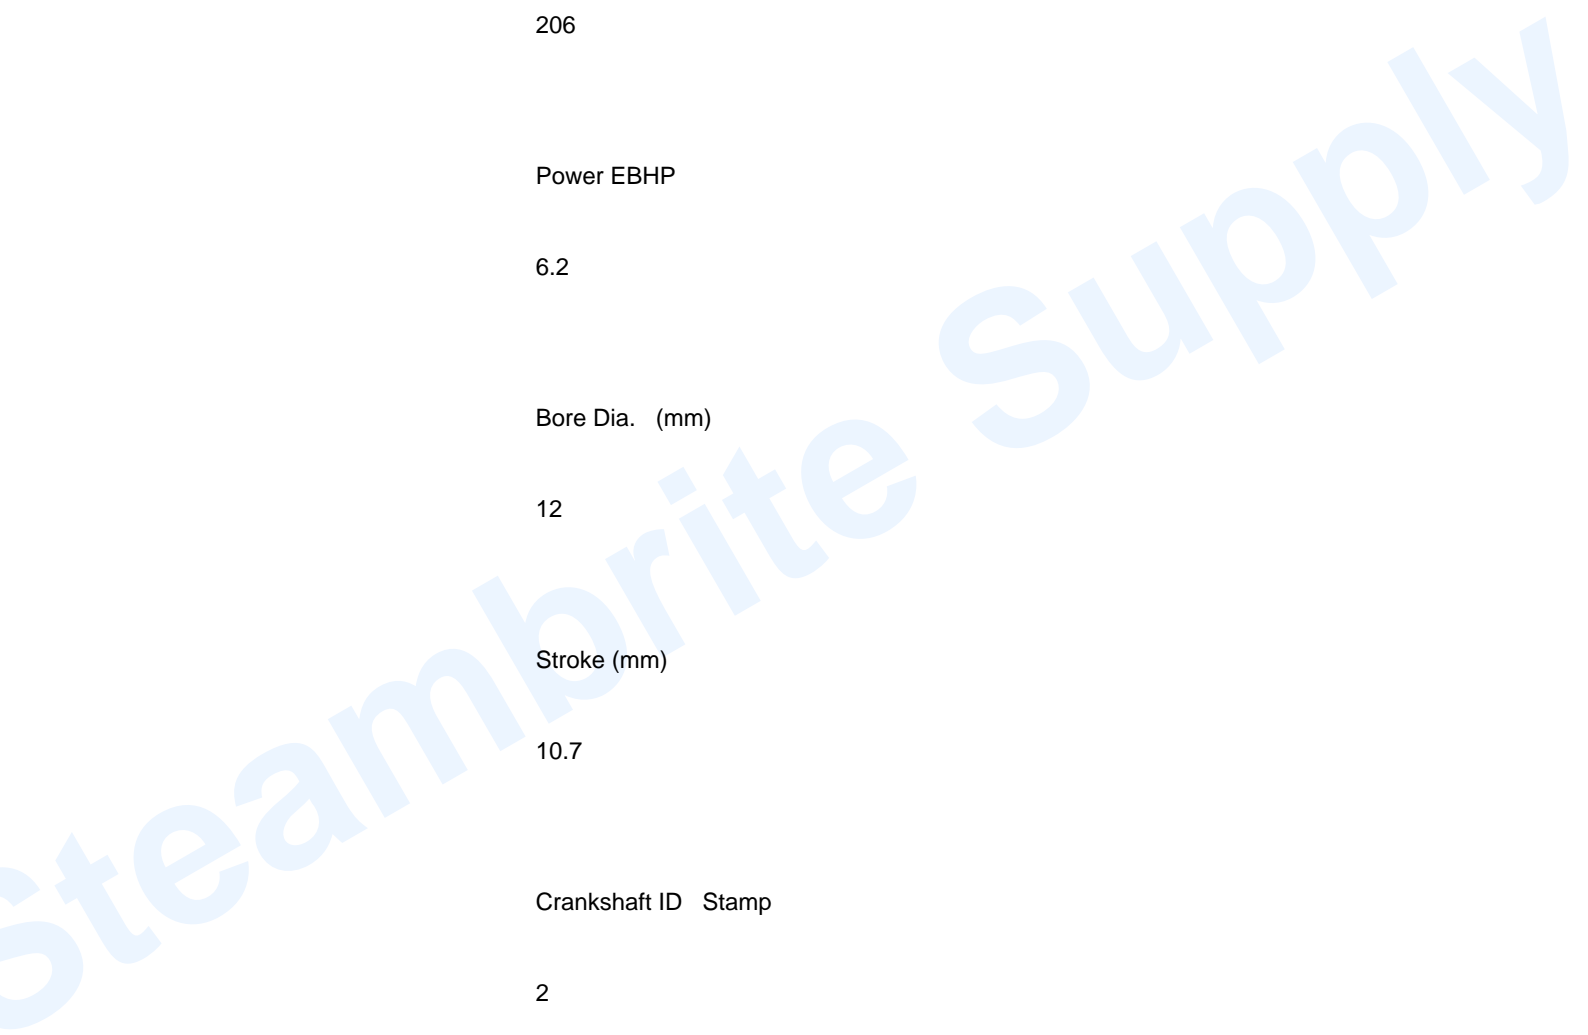 206
Power EBHP
6.2
Bore Dia.   (mm)
12
Stroke (mm)
10.7
Crankshaft ID   Stamp
2
Steambrite Supply